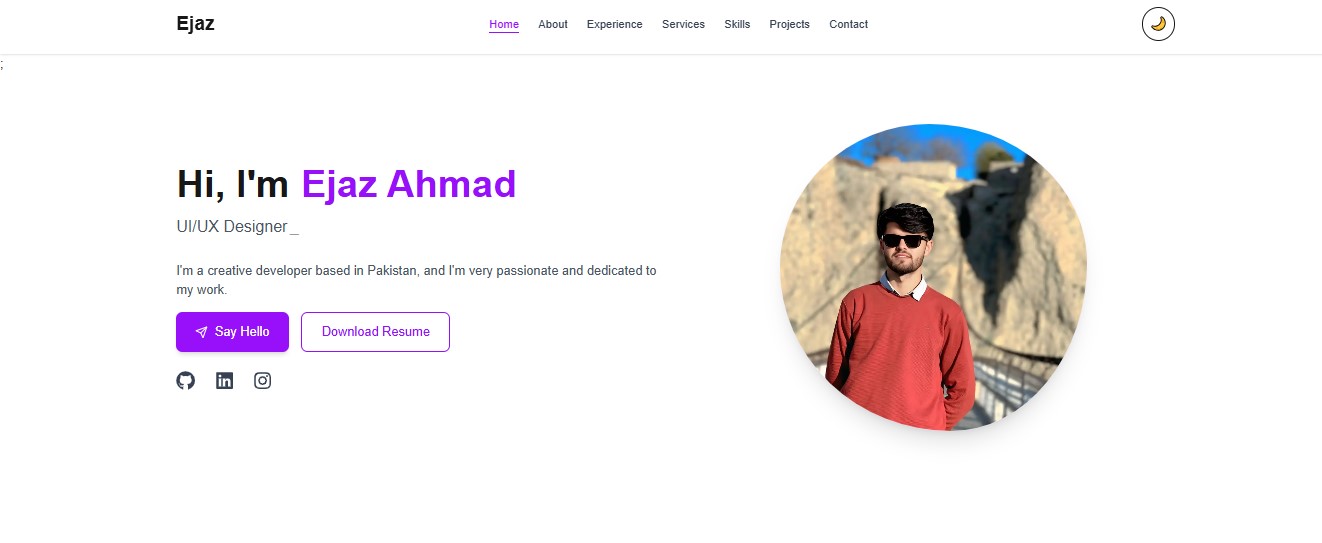 Ejaz
Home About Experience Services Skills Projects Contact
;
Hi, I'm Ejaz Ahmad
UI/UX Designer_
I'm a creative developer based in Pakistan, and I'm very passionate and dedicated to
my work.
Say Hello Download Resume